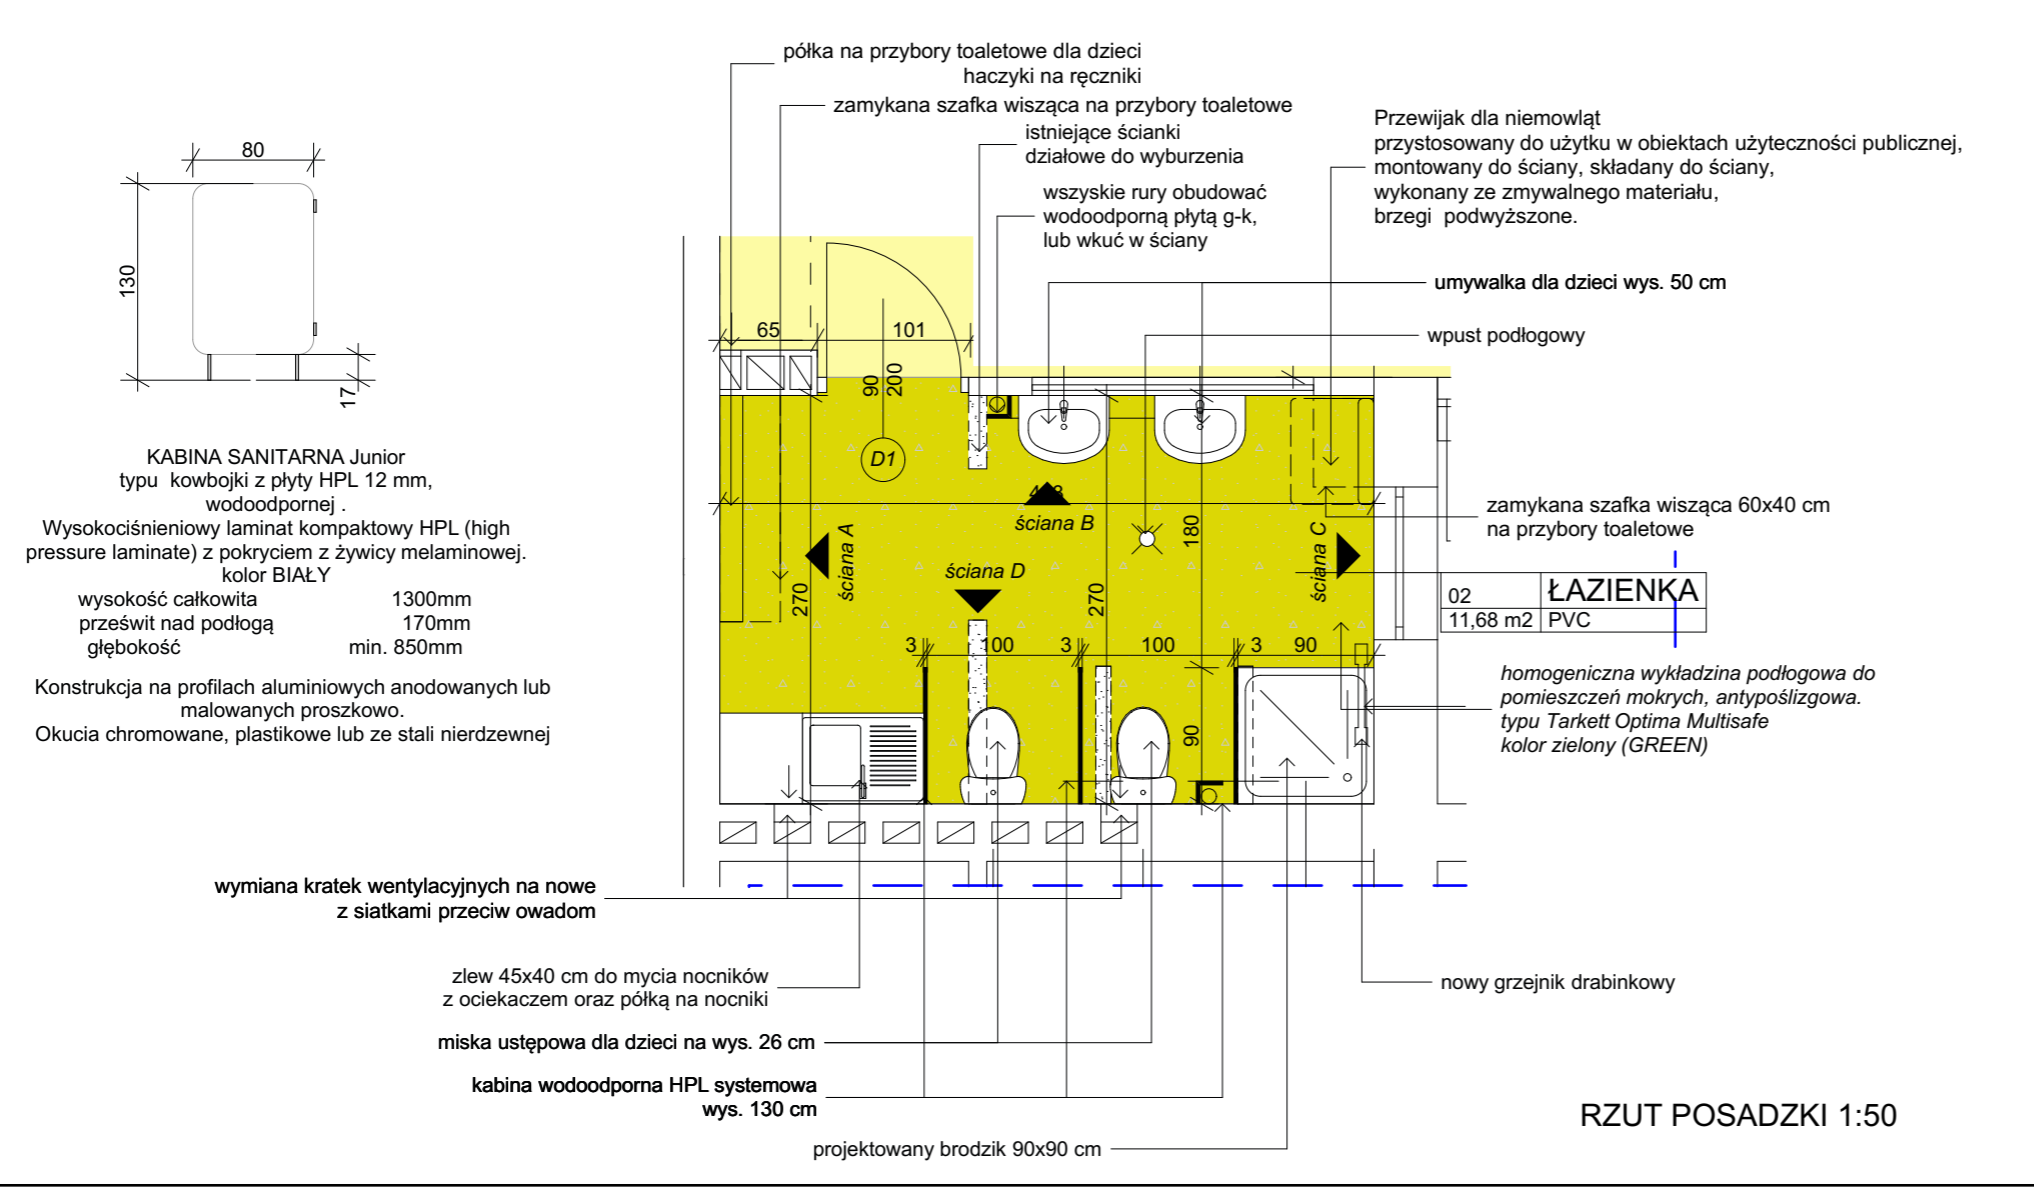 półka na przybory toaletowe dla dzieci
haczyki na ręczniki
zamykana szafka wisząca na przybory toaletowe
istniejące ścianki
działowe do wyburzenia
wszyskie rury obudować
wodoodporną płytą g-k,
lub wkuć w ściany
Przewijak dla niemowląt
przystosowany do użytku w obiektach użyteczności publicznej,
montowany do ściany, składany do ściany,
wykonany ze zmywalnego materiału,
brzegi podwyższone.
umywalka dla dzieci wys. 50 cm
wpust podłogowy
80
130
17
KABINA SANITARNA Junior
typu kowbojki z płyty HPL 12 mm,
wodoodpornej .
Wysokociśnieniowy laminat kompaktowy HPL (high
pressure laminate) z pokryciem z żywicy melaminowej.
kolor BIAŁY
wysokość całkowita 1300mm
prześwit nad podłogą 170mm
głębokość min. 850mm
Konstrukcja na profilach aluminiowych anodowanych lub
malowanych proszkowo.
Okucia chromowane, plastikowe lub ze stali nierdzewnej
65
101
90
200
D1
ściana A
ściana B
ściana C
ściana D
180
270
270
3
100
3
100
3
90
90
zamykana szafka wisząca 60x40 cm
na przybory toaletowe
02 ŁAZIENKA
11,68 m2 PVC
homogeniczna wykładzina podłogowa do
pomieszczeń mokrych, antypoślizgowa.
typu Tarkett Optima Multisafe
kolor zielony (GREEN)
wymiana kratek wentylacyjnych na nowe
z siatkami przeciw owadom
zlew 45x40 cm do mycia nocników
z ociekaczem oraz półką na nocniki
nowy grzejnik drabinkowy
miska ustępowa dla dzieci na wys. 26 cm
kabina wodoodporna HPL systemowa
wys. 130 cm
projektowany brodzik 90x90 cm
RZUT POSADZKI 1:50